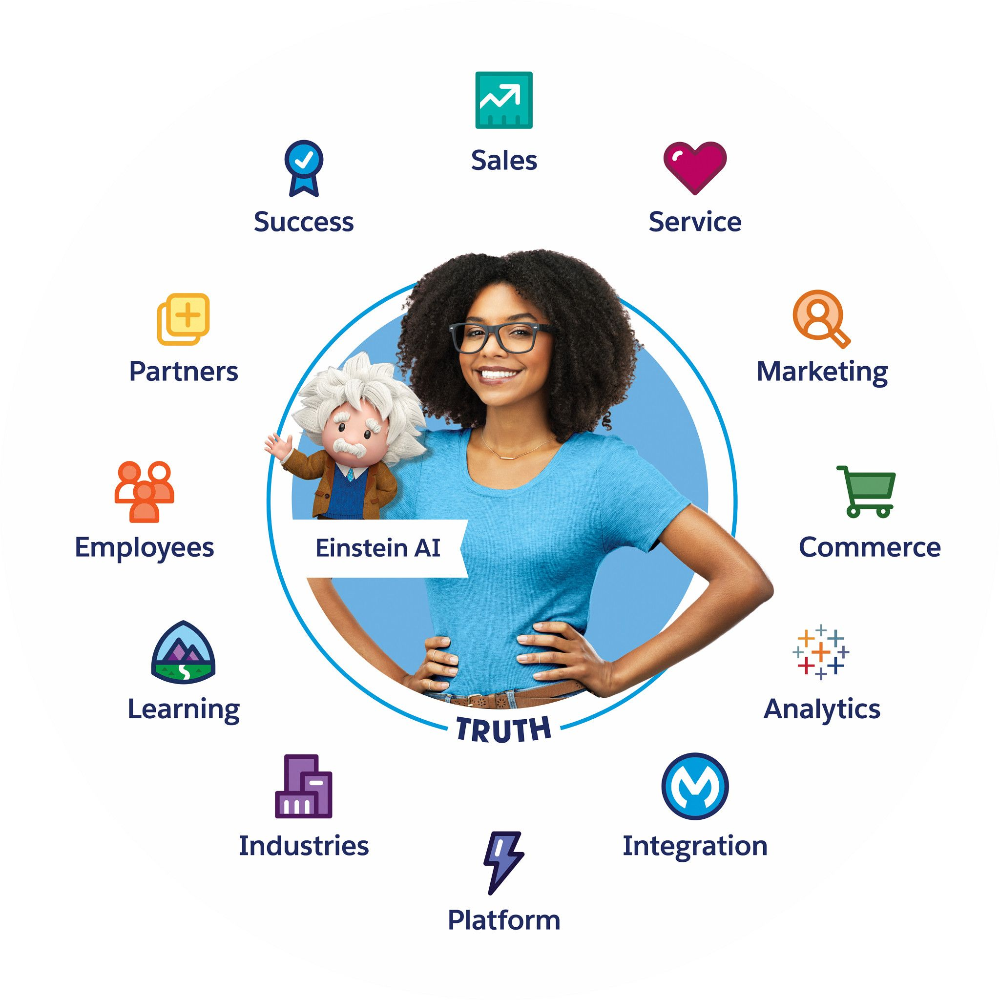 Sales
Success
Service
Partners
Marketing
Employees
Einstein AI
Commerce
Learning
Analytics
TRUTH
Industries
Integration
Platform